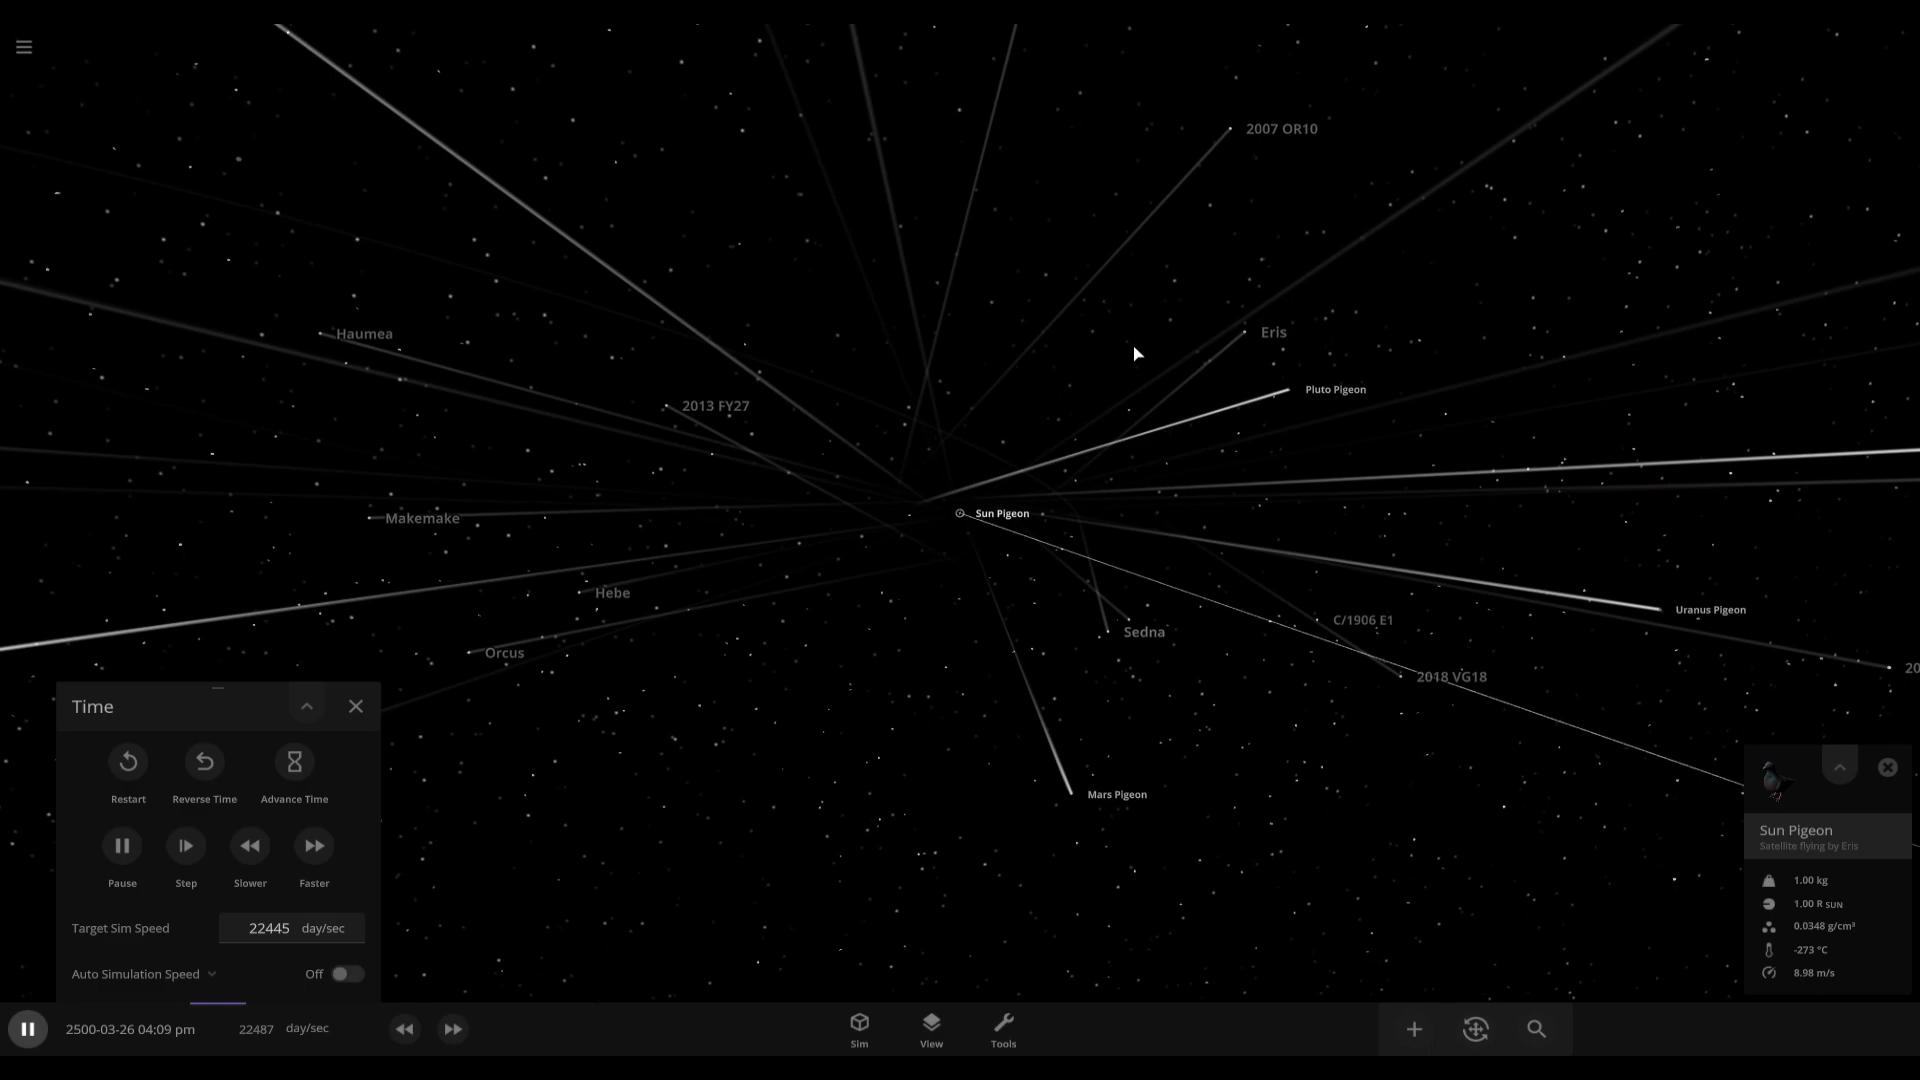 2007 OR10
Haumea
Eris
Pluto Pigeon
2013 FY27
Sun Pigeon
Makemake
Hebe
Uranus Pigeon
C/1906 E1
Sedna
Orcus
20
2018 VG18
Mars Pigeon
Time
Restart
Reverse Time
Advance Time
Pause
Step
Slower
Faster
Target Sim Speed 22445 day/sec
Auto Simulation Speed Off
Sun Pigeon
Satellite flying by Eris
1.00 kg
1.00 R SUN
0.0348 g/cm³
-273 °C
8.98 m/s
2500-03-26 04:09 pm 22487 day/sec
Sim
View
Tools